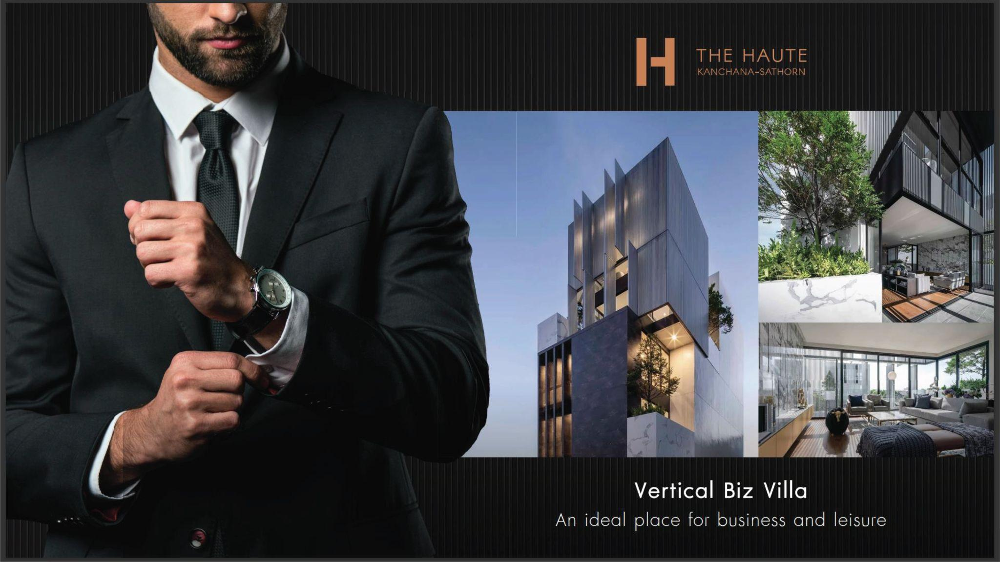 THE HAUTE
KANCHANA-SATHORN
Vertical Biz Villa
An ideal place for business and leisure